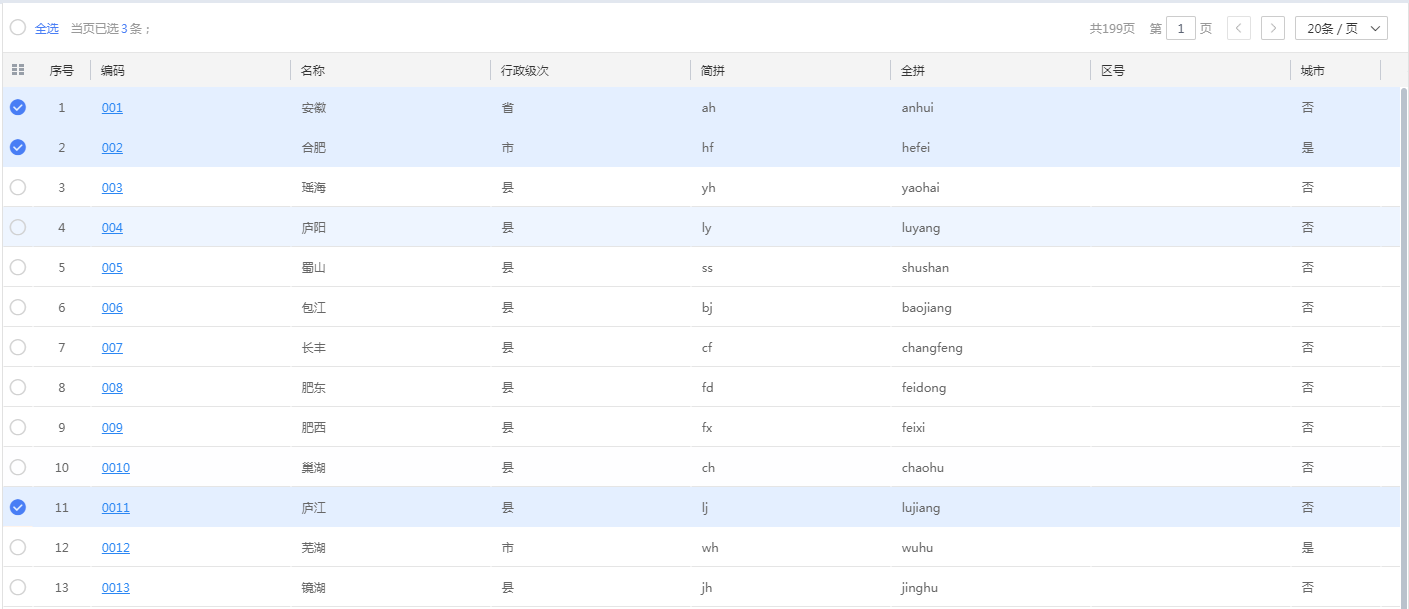 全选 当页已选3条； 共199页 第 1 页 20条 / 页
序号 编码 名称 行政级次 简拼 全拼 区号 城市
1 001 安徽 省 ah anhui 否
2 002 合肥 市 hf hefei 是
3 003 瑶海 县 yh yaohai 否
4 004 庐阳 县 ly luyang 否
5 005 蜀山 县 ss shushan 否
6 006 包江 县 bj baojiang 否
7 007 长丰 县 cf changfeng 否
8 008 肥东 县 fd feidong 否
9 009 肥西 县 fx feixi 否
10 0010 巢湖 县 ch chaohu 否
11 0011 庐江 县 lj lujiang 否
12 0012 芜湖 市 wh wuhu 是
13 0013 镜湖 县 jh jinghu 否